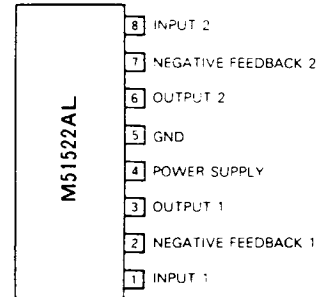 M51522AL
8 INPUT 2
7 NEGATIVE FEEDBACK 2
6 OUTPUT 2
5 GND
4 POWER SUPPLY
3 OUTPUT 1
2 NEGATIVE FEEDBACK 1
1 INPUT 1